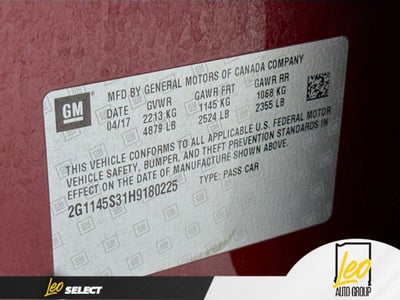 GM
MFD BY GENERAL MOTORS OF CANADA COMPANY
DATE GVWR GAWR FRT GAWR RR
04/17 2213 KG 1145 KG 1068 KG
4879 LB 2524 LB 2355 LB
THIS VEHICLE CONFORMS TO ALL APPLICABLE U.S. FEDERAL MOTOR
VEHICLE SAFETY, BUMPER, AND THEFT PREVENTION STANDARDS IN
EFFECT ON THE DATE OF MANUFACTURE SHOWN ABOVE.
2G1145S31H9180225 TYPE: PASS CAR
Leo SELECT
Leo
AUTO GROUP